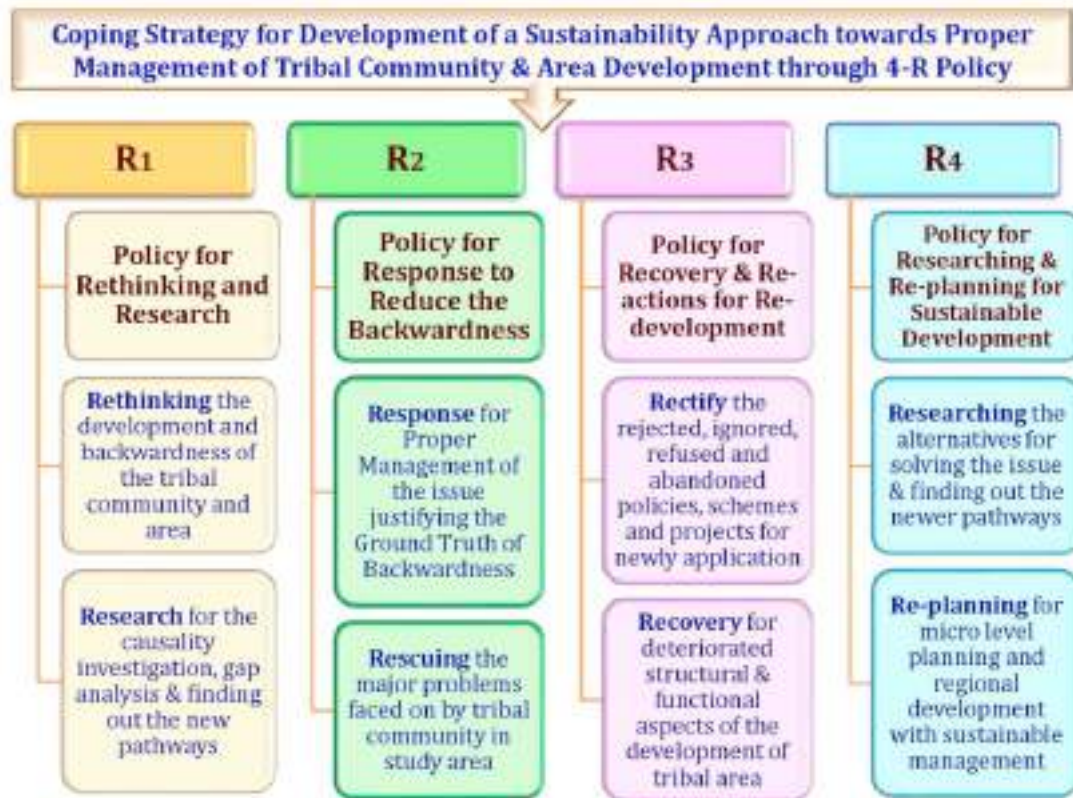 Coping Strategy for Development of a Sustainability Approach towards Proper
Management of Tribal Community & Area Development through 4-R Policy
R1
Policy for
Rethinking and
Research
Rethinking the
development and
backwardness of
the tribal
community and
area
Research for the
causality
investigation, gap
analysis & finding
out the new
pathways
R2
Policy for
Response to
Reduce the
Backwardness
Response for
Proper
Management of
the issue
justifying the
Ground Truth of
Backwardness
Rescuing the
major problems
faced on by tribal
community in
study area
R3
Policy for
Recovery & Re-
actions for Re-
development
Rectify the
rejected, ignored,
refused and
abandoned
policies, schemes
and projects for
newly application
Recovery for
deteriorated
structural &
functional
aspects of the
development of
tribal area
R4
Policy for
Researching &
Re-planning for
Sustainable
Development
Researching the
alternatives for
solving the issue
& finding out the
newer pathways
Re-planning for
micro level
planning and
regional
development
with sustainable
management